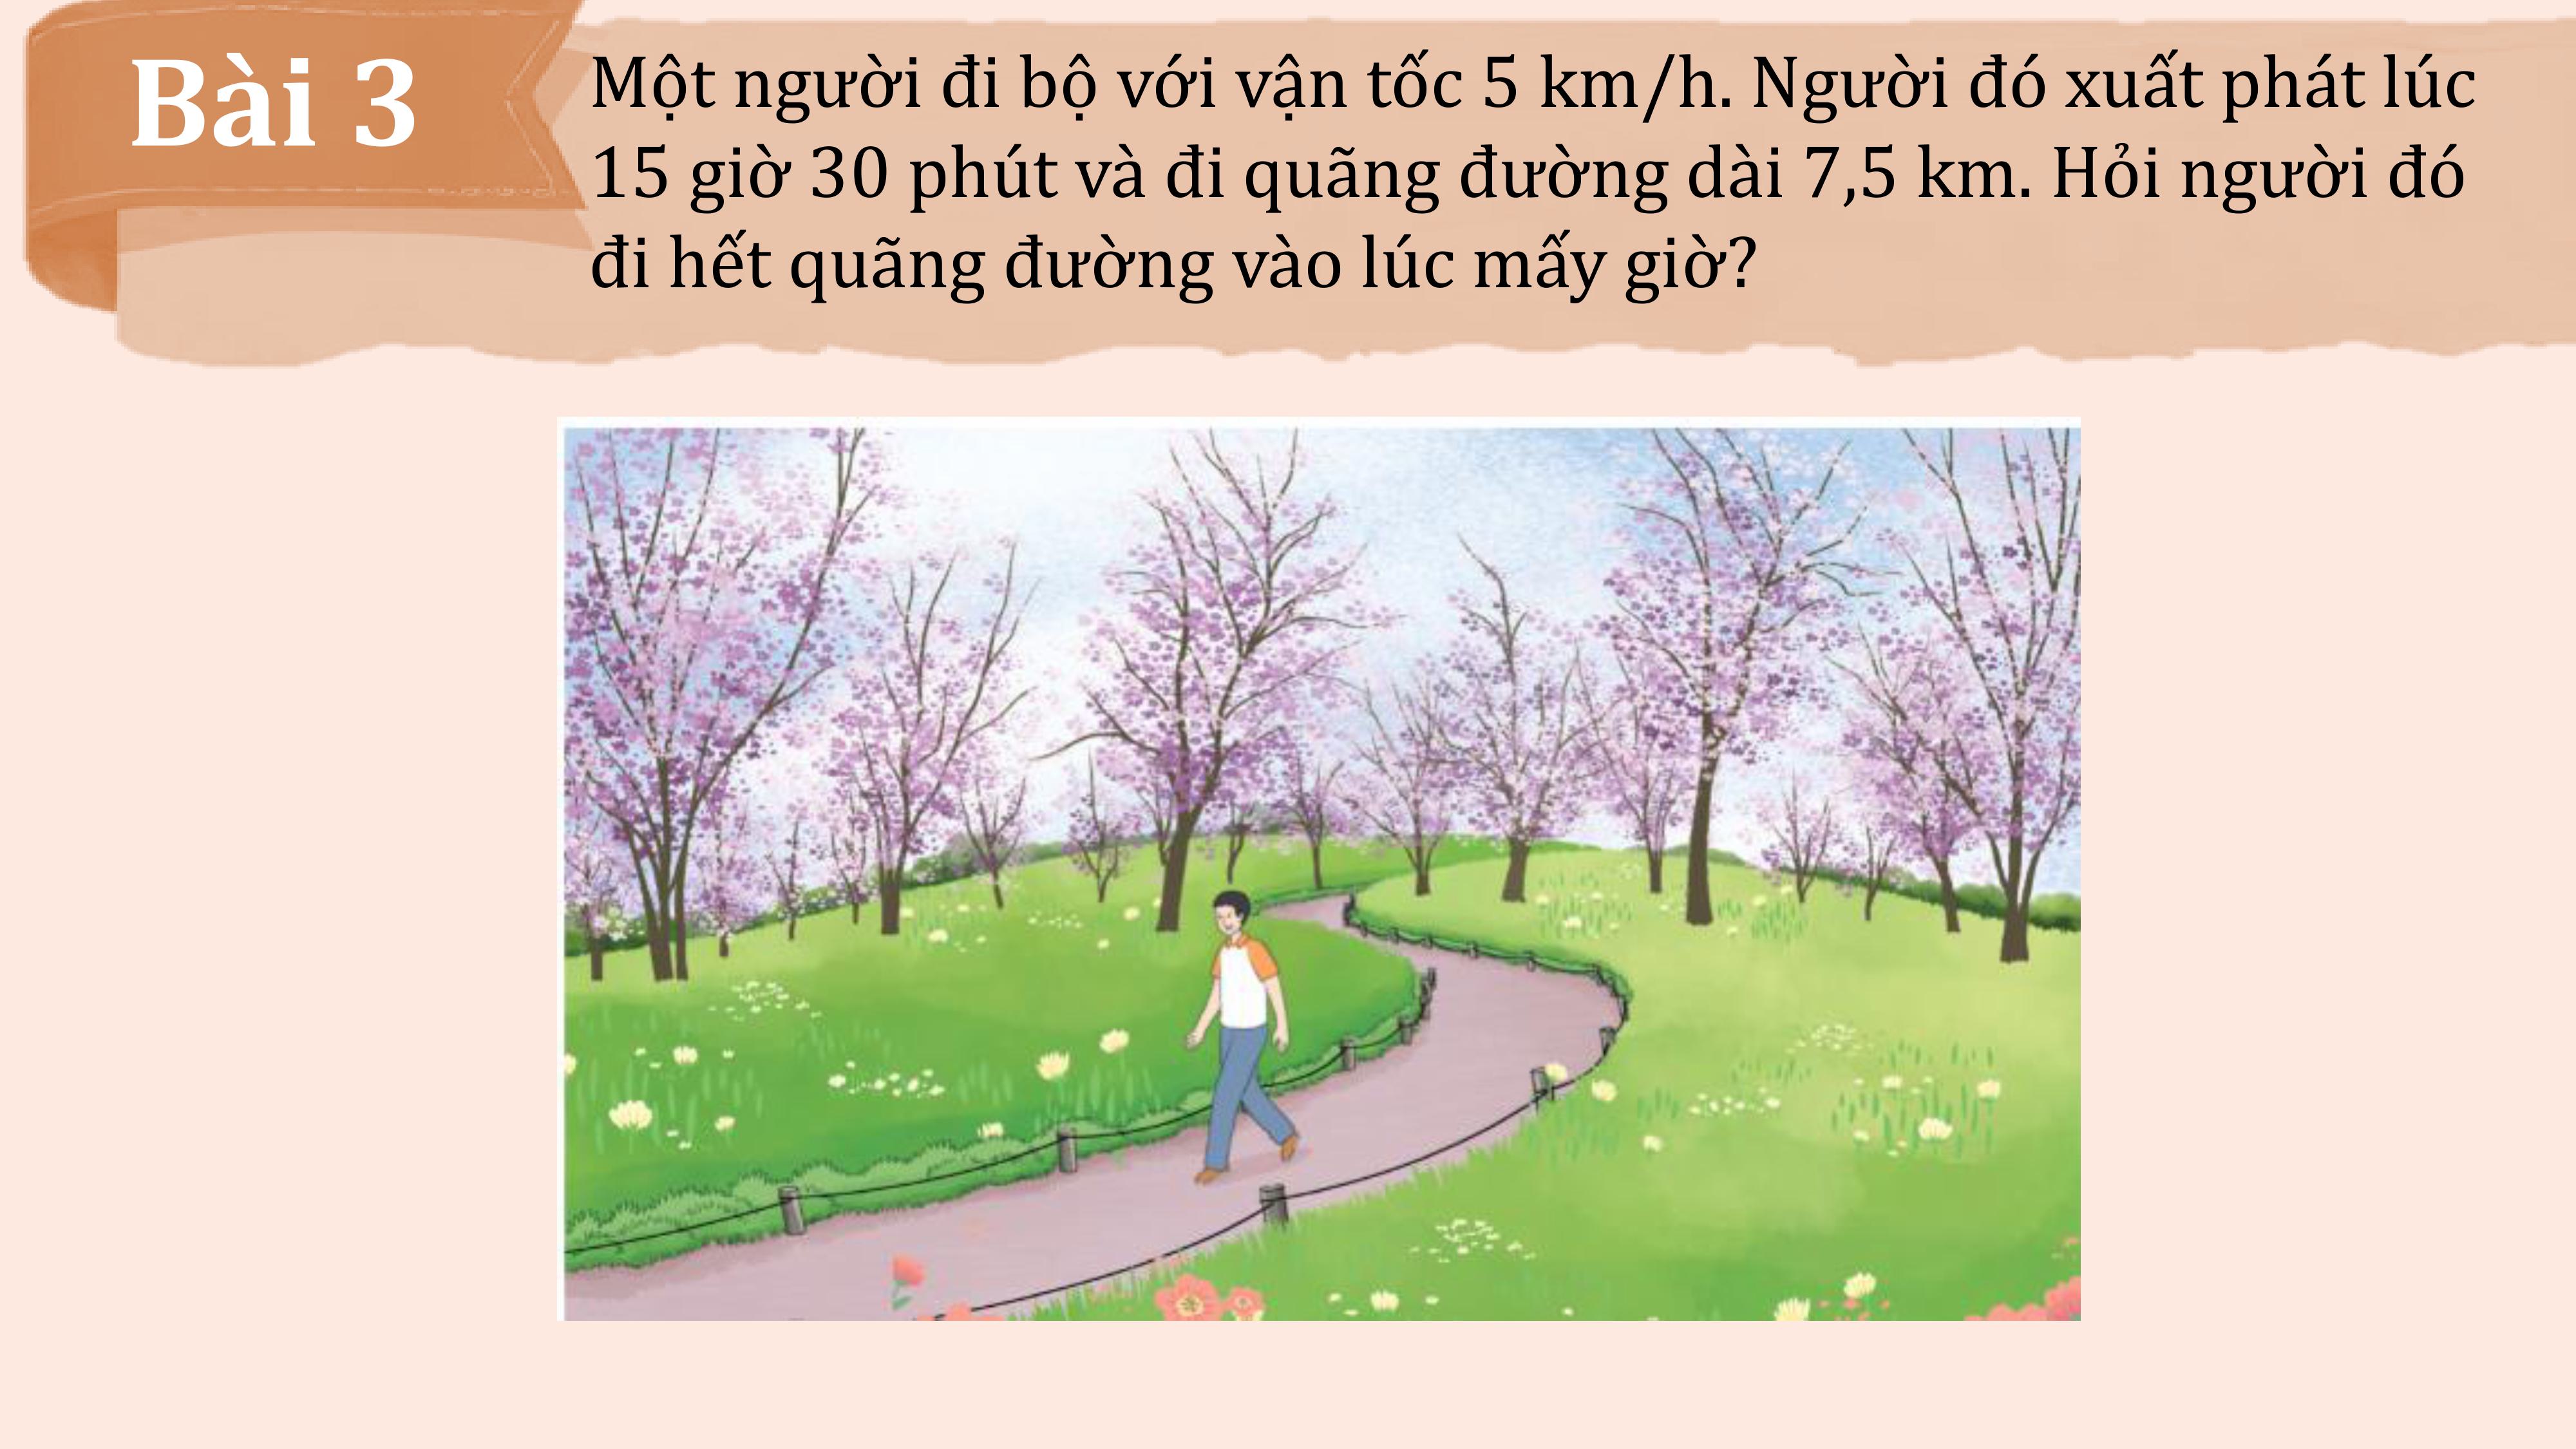 Bài 3
Một người đi bộ với vận tốc 5 km/h. Người đó xuất phát lúc
15 giờ 30 phút và đi quãng đường dài 7,5 km. Hỏi người đó
đi hết quãng đường vào lúc mấy giờ?